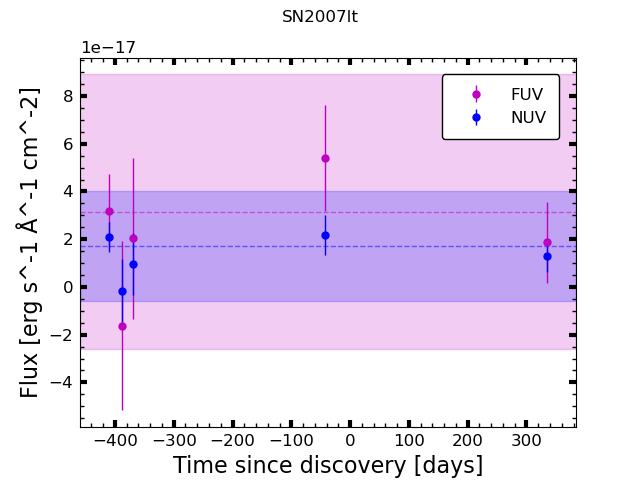 SN2007lt
1e−17
FUV
NUV
8
6
4
2
0
−2
−4
Flux [erg s^-1 Å^-1 cm^-2]
−400 −300 −200 −100 0 100 200 300
Time since discovery [days]